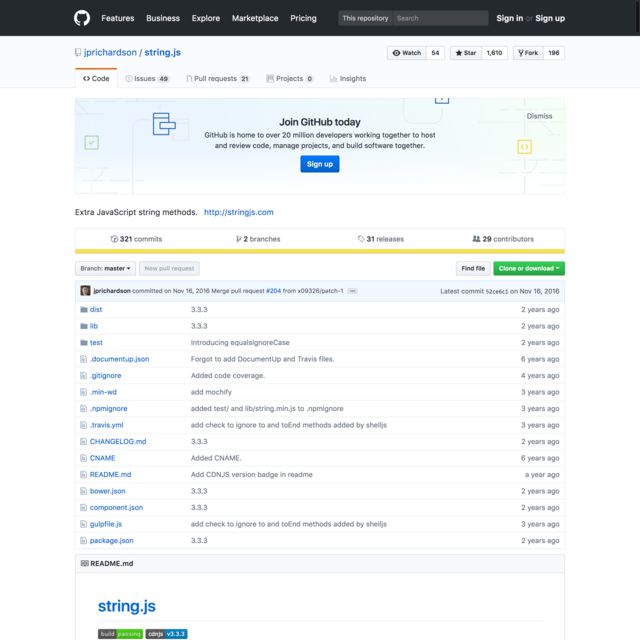 Features Business Explore Marketplace Pricing This repository Search Sign in or Sign up
jprichardson / string.js Watch 54 Star 1,610 Fork 196
Code Issues 49 Pull requests 21 Projects 0 Insights
Join GitHub today
Dismiss
GitHub is home to over 20 million developers working together to host
and review code, manage projects, and build software together.
Sign up
Extra JavaScript string methods. http://stringjs.com
321 commits 2 branches 31 releases 29 contributors
Branch: master New pull request Find file Clone or download
jprichardson committed on Nov 16, 2016 Merge pull request #204 from x09326/patch-1 ... Latest commit 52ce6c1 on Nov 16, 2016
dist 3.3.3 2 years ago
lib 3.3.3 2 years ago
test Introducing equalsIgnoreCase 2 years ago
.documentup.json Forgot to add DocumentUp and Travis files. 6 years ago
.gitignore Added code coverage. 4 years ago
.min-wd add mochify 3 years ago
.npmignore added test/ and lib/string.min.js to .npmignore 3 years ago
.travis.yml add check to ignore to and toEnd methods added by shelljs 3 years ago
CHANGELOG.md 3.3.3 2 years ago
CNAME Added CNAME. 6 years ago
README.md Add CDNJS version badge in readme a year ago
bower.json 3.3.3 2 years ago
component.json 3.3.3 2 years ago
gulpfile.js add check to ignore to and toEnd methods added by shelljs 3 years ago
package.json 3.3.3 2 years ago
README.md
string.js
build passing cdnjs v3.3.3